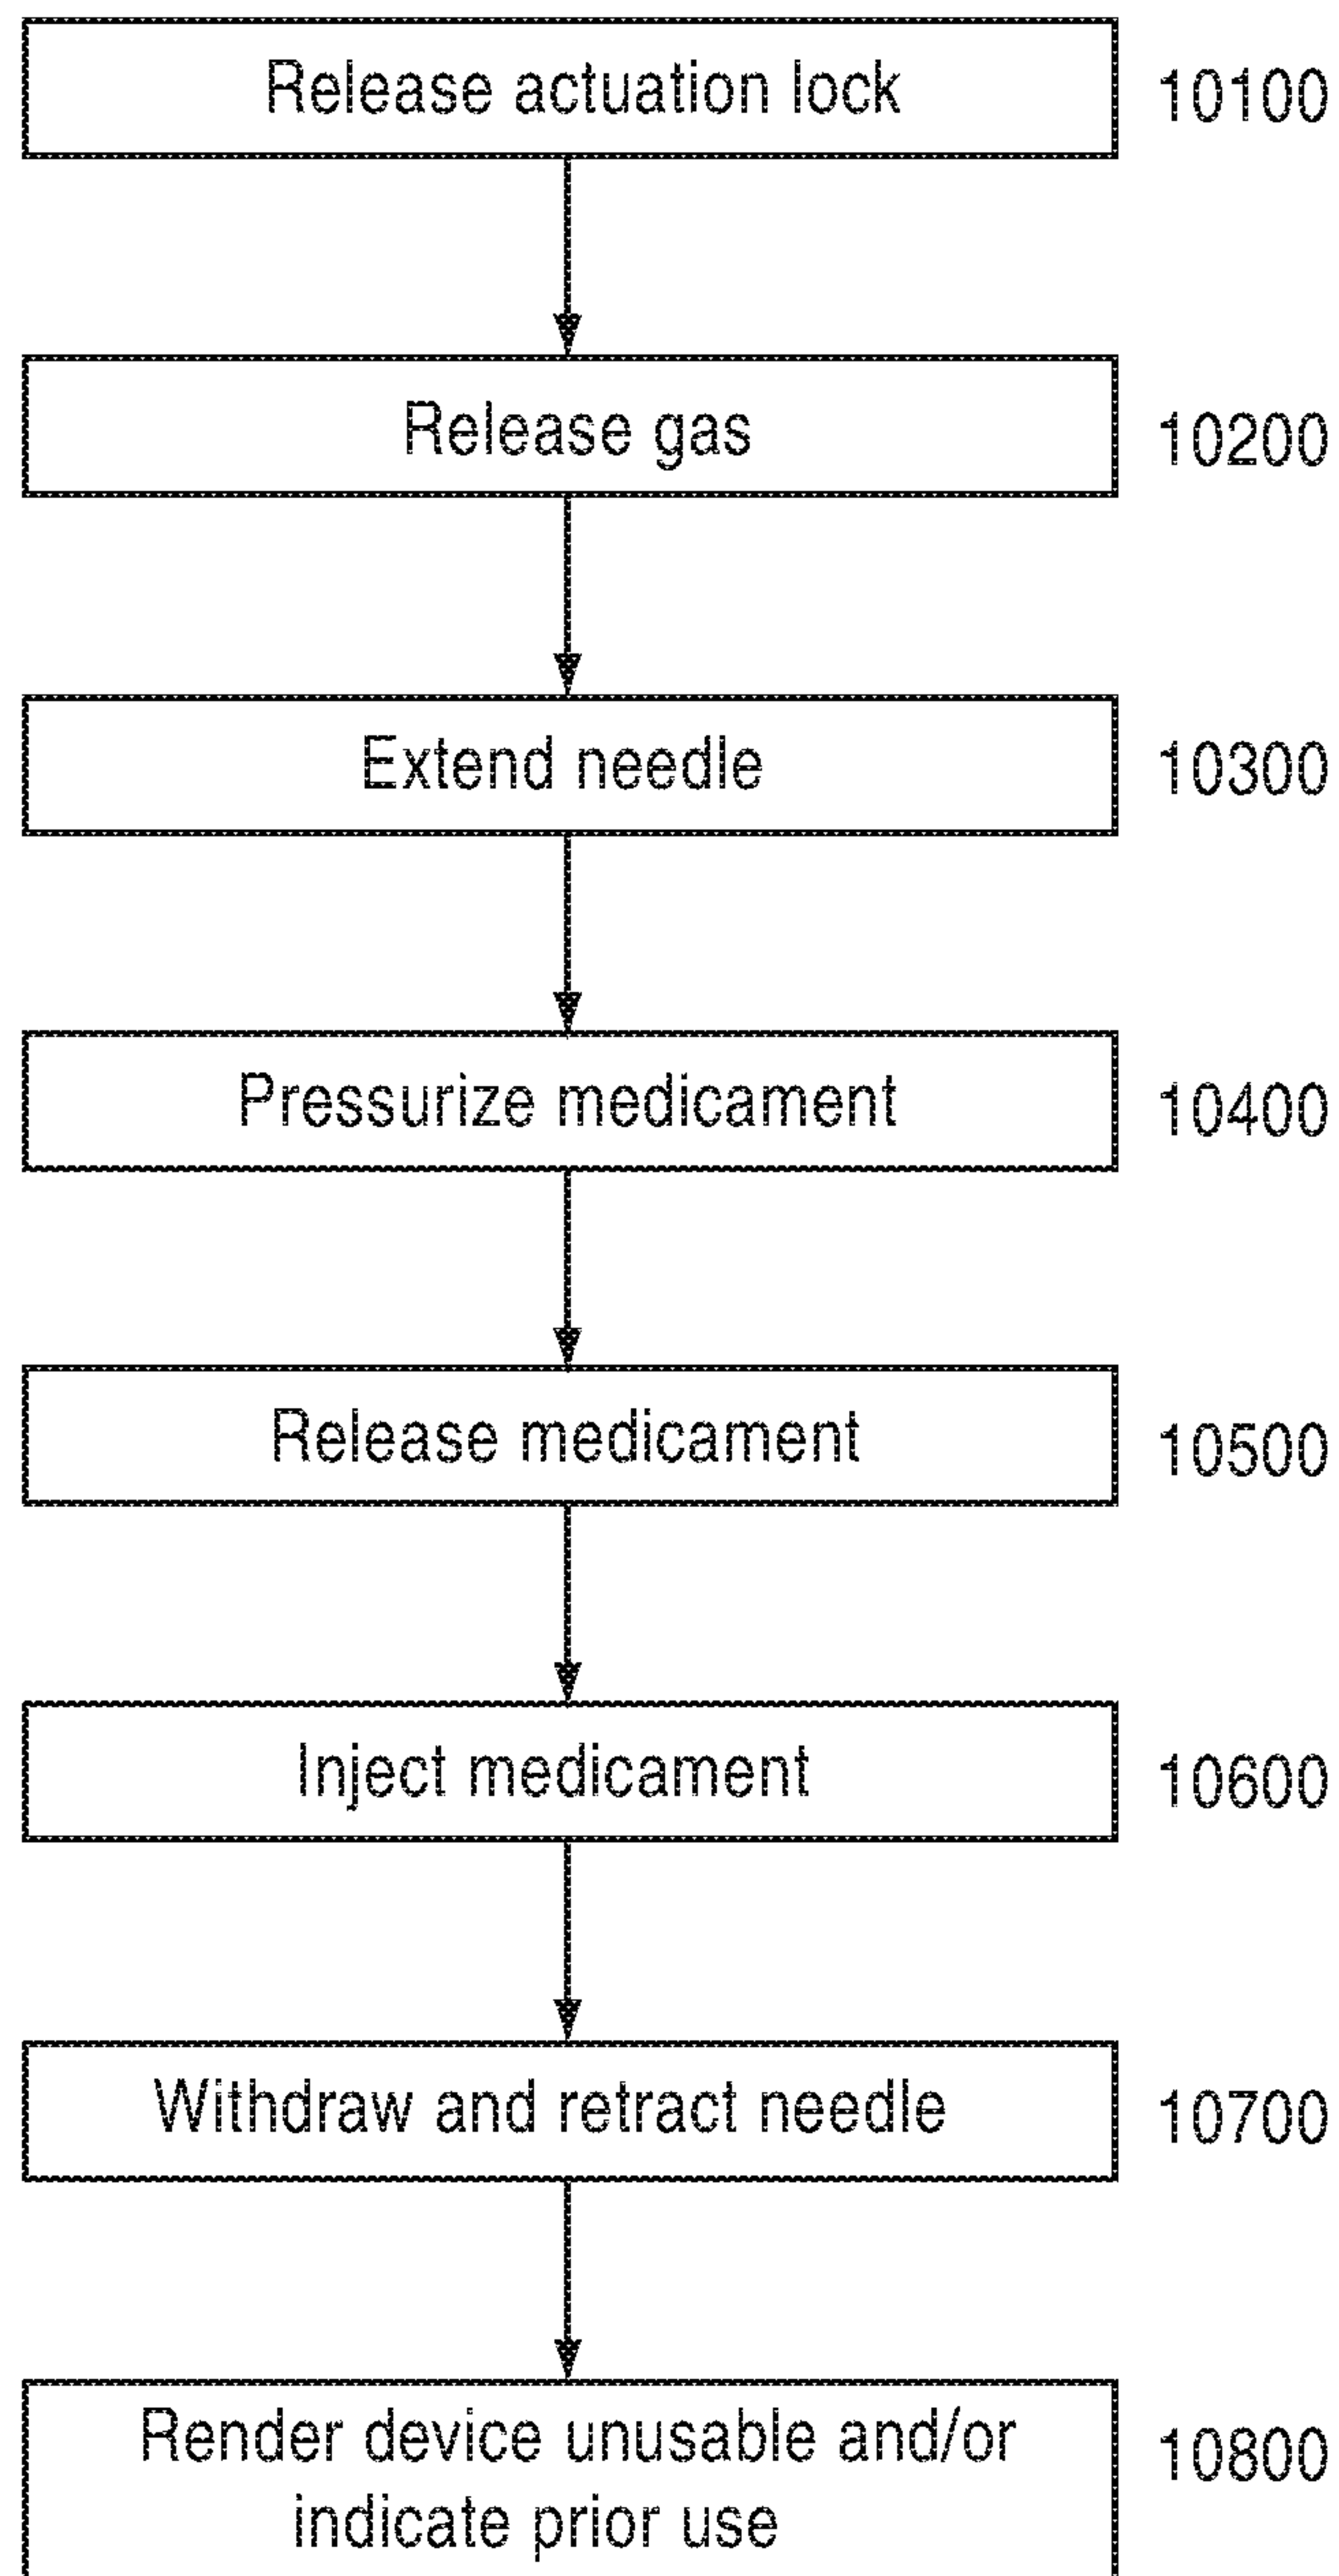 Release actuation lock 10100
Release gas 10200
Extend needle 10300
Pressurize medicament 10400
Release medicament 10500
Inject medicament 10600
Withdraw and retract needle 10700
Render device unusable and/or 10800
indicate prior use